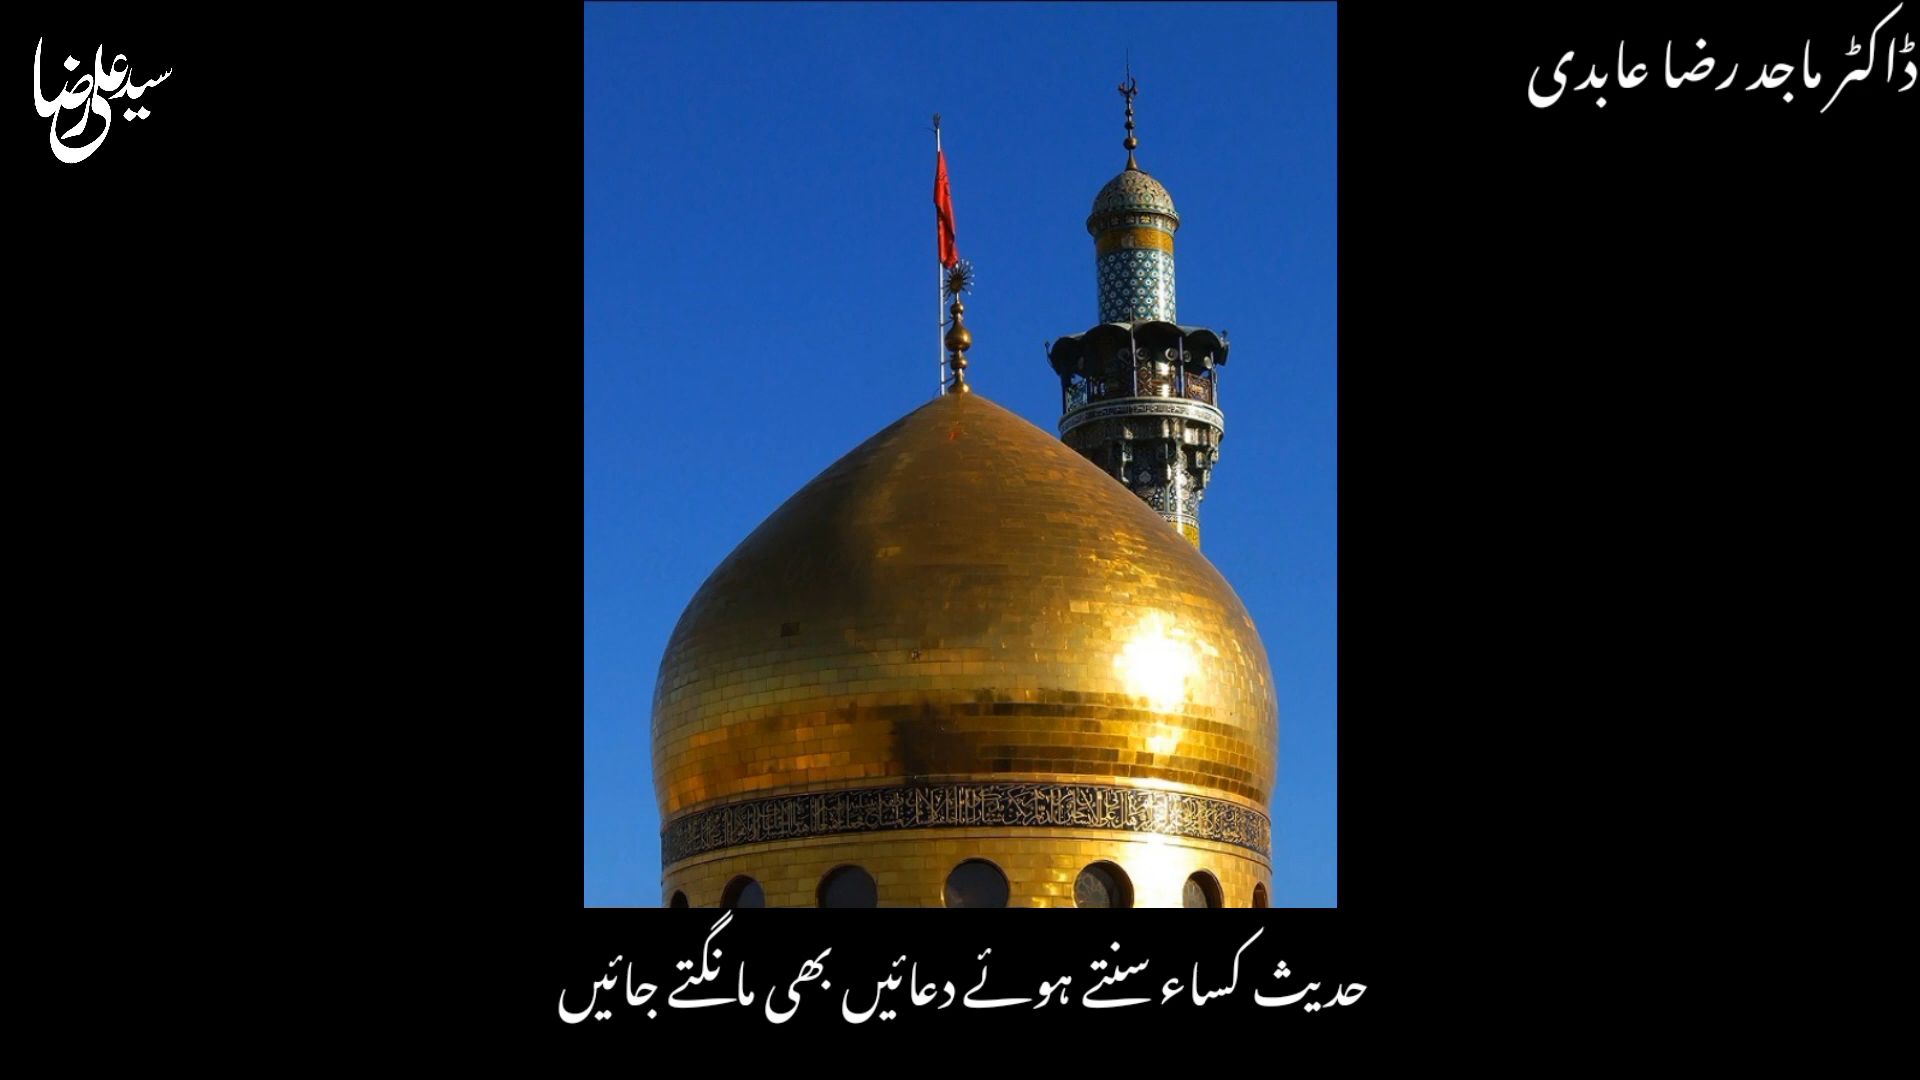 ڈاکٹر ماجد رضا عابدی
سید علی رضا
حدیث کساء سنتے ہوئے دعائیں بھی مانگتے جائیں